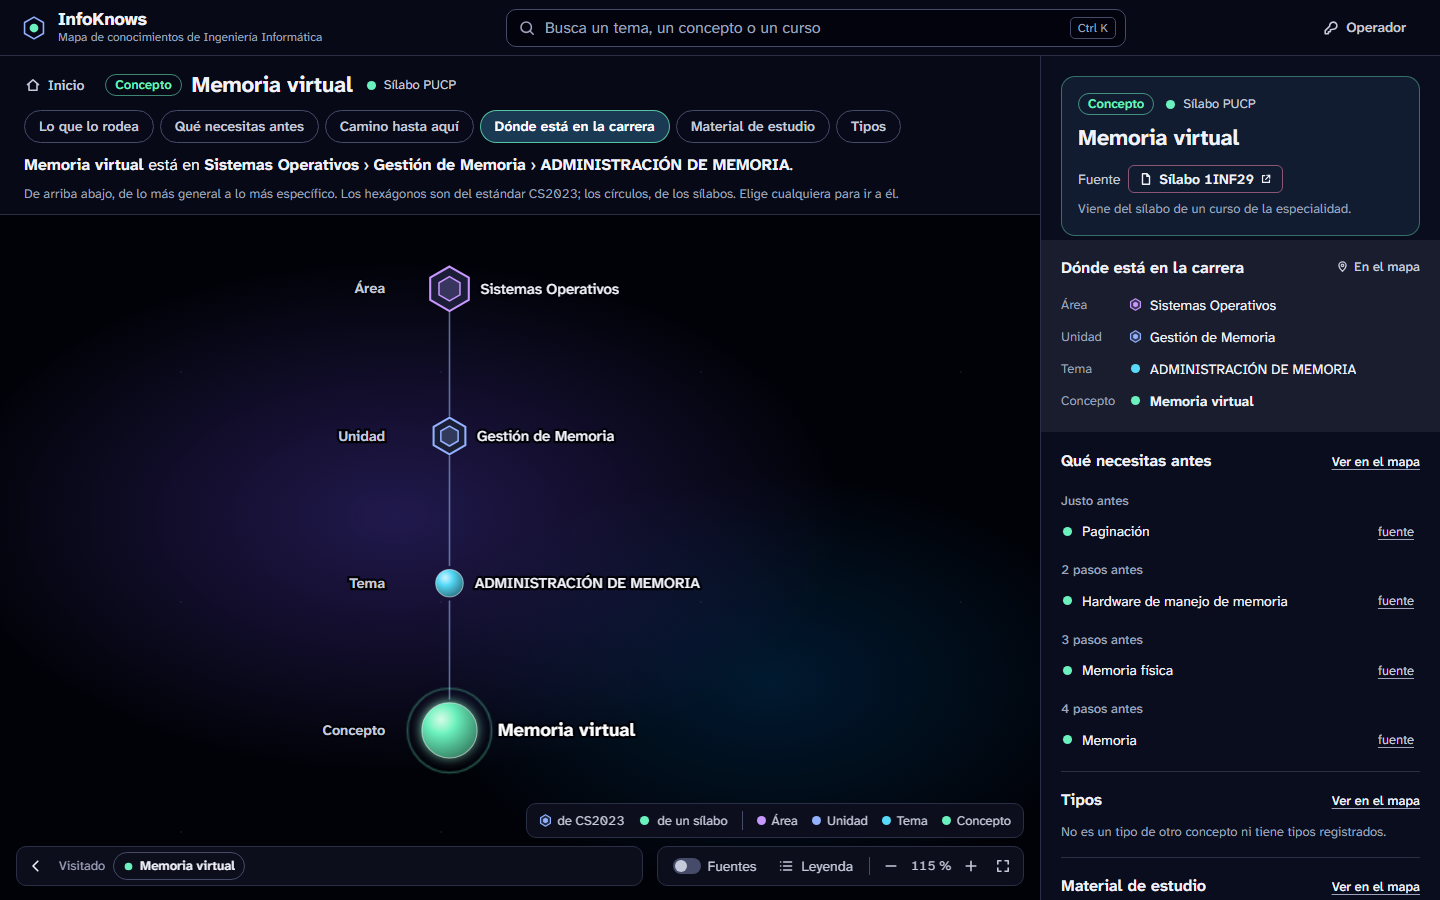 InfoKnows
Mapa de conocimientos de Ingeniería Informática
Busca un tema, un concepto o un curso
Ctrl K
Operador
Inicio
Concepto
Memoria virtual
Sílabo PUCP
Lo que lo rodea
Qué necesitas antes
Camino hasta aquí
Dónde está en la carrera
Material de estudio
Tipos
Memoria virtual está en Sistemas Operativos › Gestión de Memoria › ADMINISTRACIÓN DE MEMORIA.
De arriba abajo, de lo más general a lo más específico. Los hexágonos son del estándar CS2023; los círculos, de los sílabos. Elige cualquiera para ir a él.
Área
Sistemas Operativos
Unidad
Gestión de Memoria
Tema
ADMINISTRACIÓN DE MEMORIA
Concepto
Memoria virtual
de CS2023
de un sílabo
Área
Unidad
Tema
Concepto
Visitado
Memoria virtual
Fuentes
Leyenda
115 %
Concepto
Sílabo PUCP
Memoria virtual
Fuente
Sílabo 1INF29
Viene del sílabo de un curso de la especialidad.
Dónde está en la carrera
En el mapa
Área
Sistemas Operativos
Unidad
Gestión de Memoria
Tema
ADMINISTRACIÓN DE MEMORIA
Concepto
Memoria virtual
Qué necesitas antes
Ver en el mapa
Justo antes
Paginación
fuente
2 pasos antes
Hardware de manejo de memoria
fuente
3 pasos antes
Memoria física
fuente
4 pasos antes
Memoria
fuente
Tipos
Ver en el mapa
No es un tipo de otro concepto ni tiene tipos registrados.
Material de estudio
Ver en el mapa